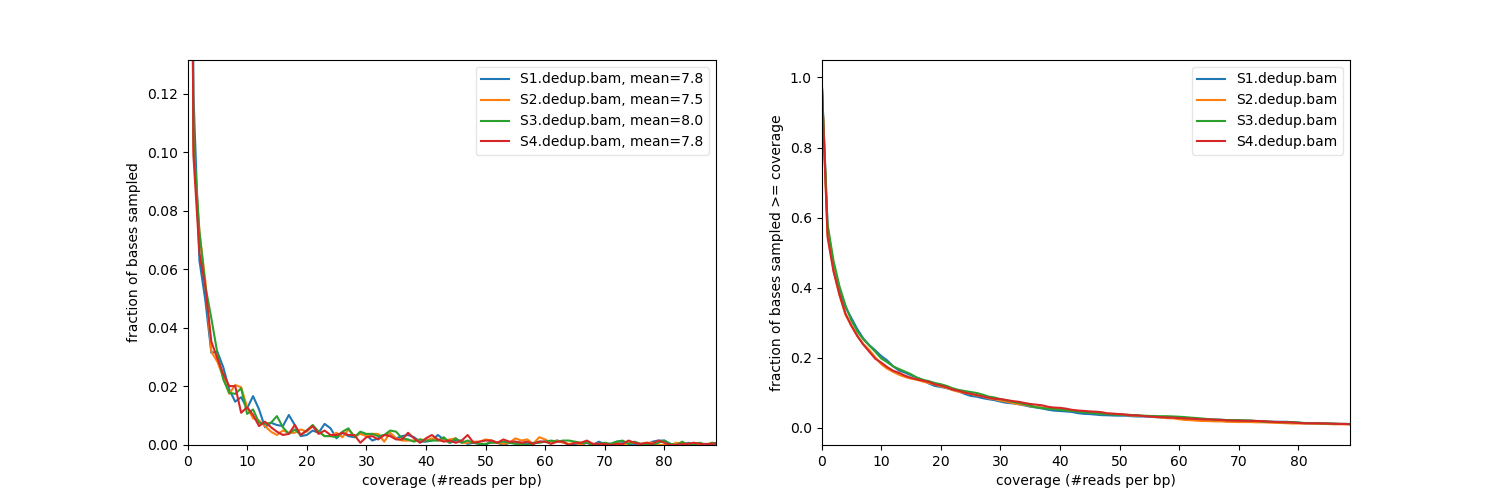 S1.dedup.bam, mean=7.8
S2.dedup.bam, mean=7.5
S3.dedup.bam, mean=8.0
S4.dedup.bam, mean=7.8
fraction of bases sampled
0.12
0.10
0.08
0.06
0.04
0.02
0.00
0 10 20 30 40 50 60 70 80
coverage (#reads per bp)
S1.dedup.bam
S2.dedup.bam
S3.dedup.bam
S4.dedup.bam
fraction of bases sampled >= coverage
1.0
0.8
0.6
0.4
0.2
0.0
0 10 20 30 40 50 60 70 80
coverage (#reads per bp)